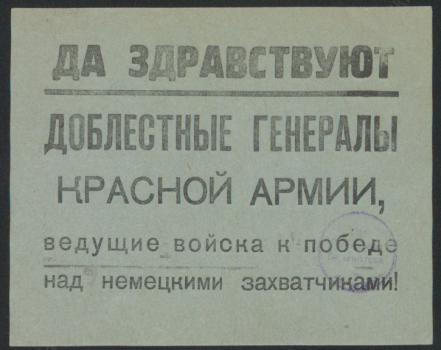 ДА ЗДРАВСТВУЮТ
ДОБЛЕСТНЫЕ ГЕНЕРАЛЫ
КРАСНОЙ АРМИИ,
ведущие войска к победе
над немецкими захватчиками!